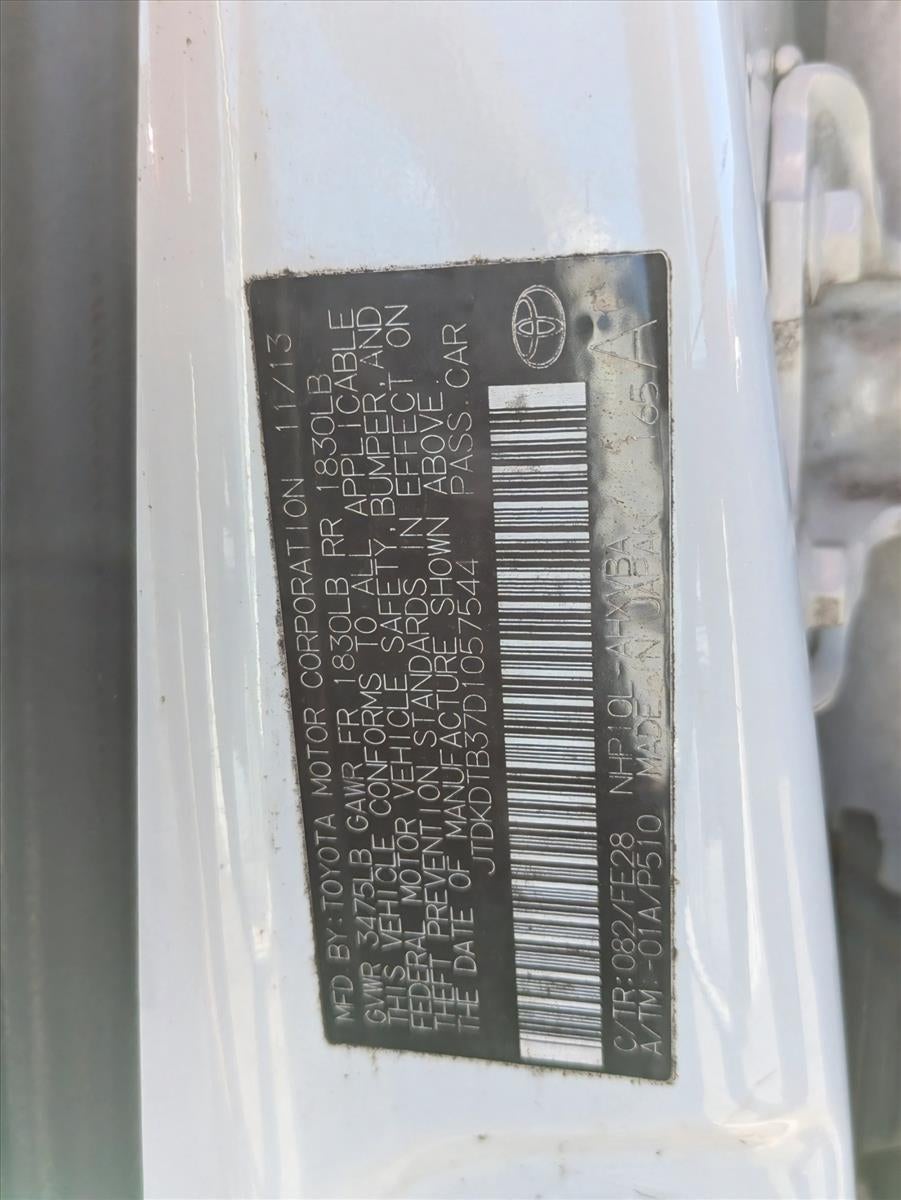 MFD BY:TOYOTA MOTOR CORPORATION 11/13
GVWR 3475LB GAWR FR 1830LB RR 1830LB
THIS VEHICLE CONFORMS TO ALL APPLICABLE
FEDERAL MOTOR VEHICLE SAFETY, BUMPER, AND
THEFT PREVENTION STANDARDS IN EFFECT ON
THE DATE OF MANUFACTURE SHOWN ABOVE.
JTDKDTB37D1057544 PASS. CAR
C/TR:082/FE28 NHP10L-AHXWBA
A/TM:-01A/P510 MADE IN JAPAN 165A